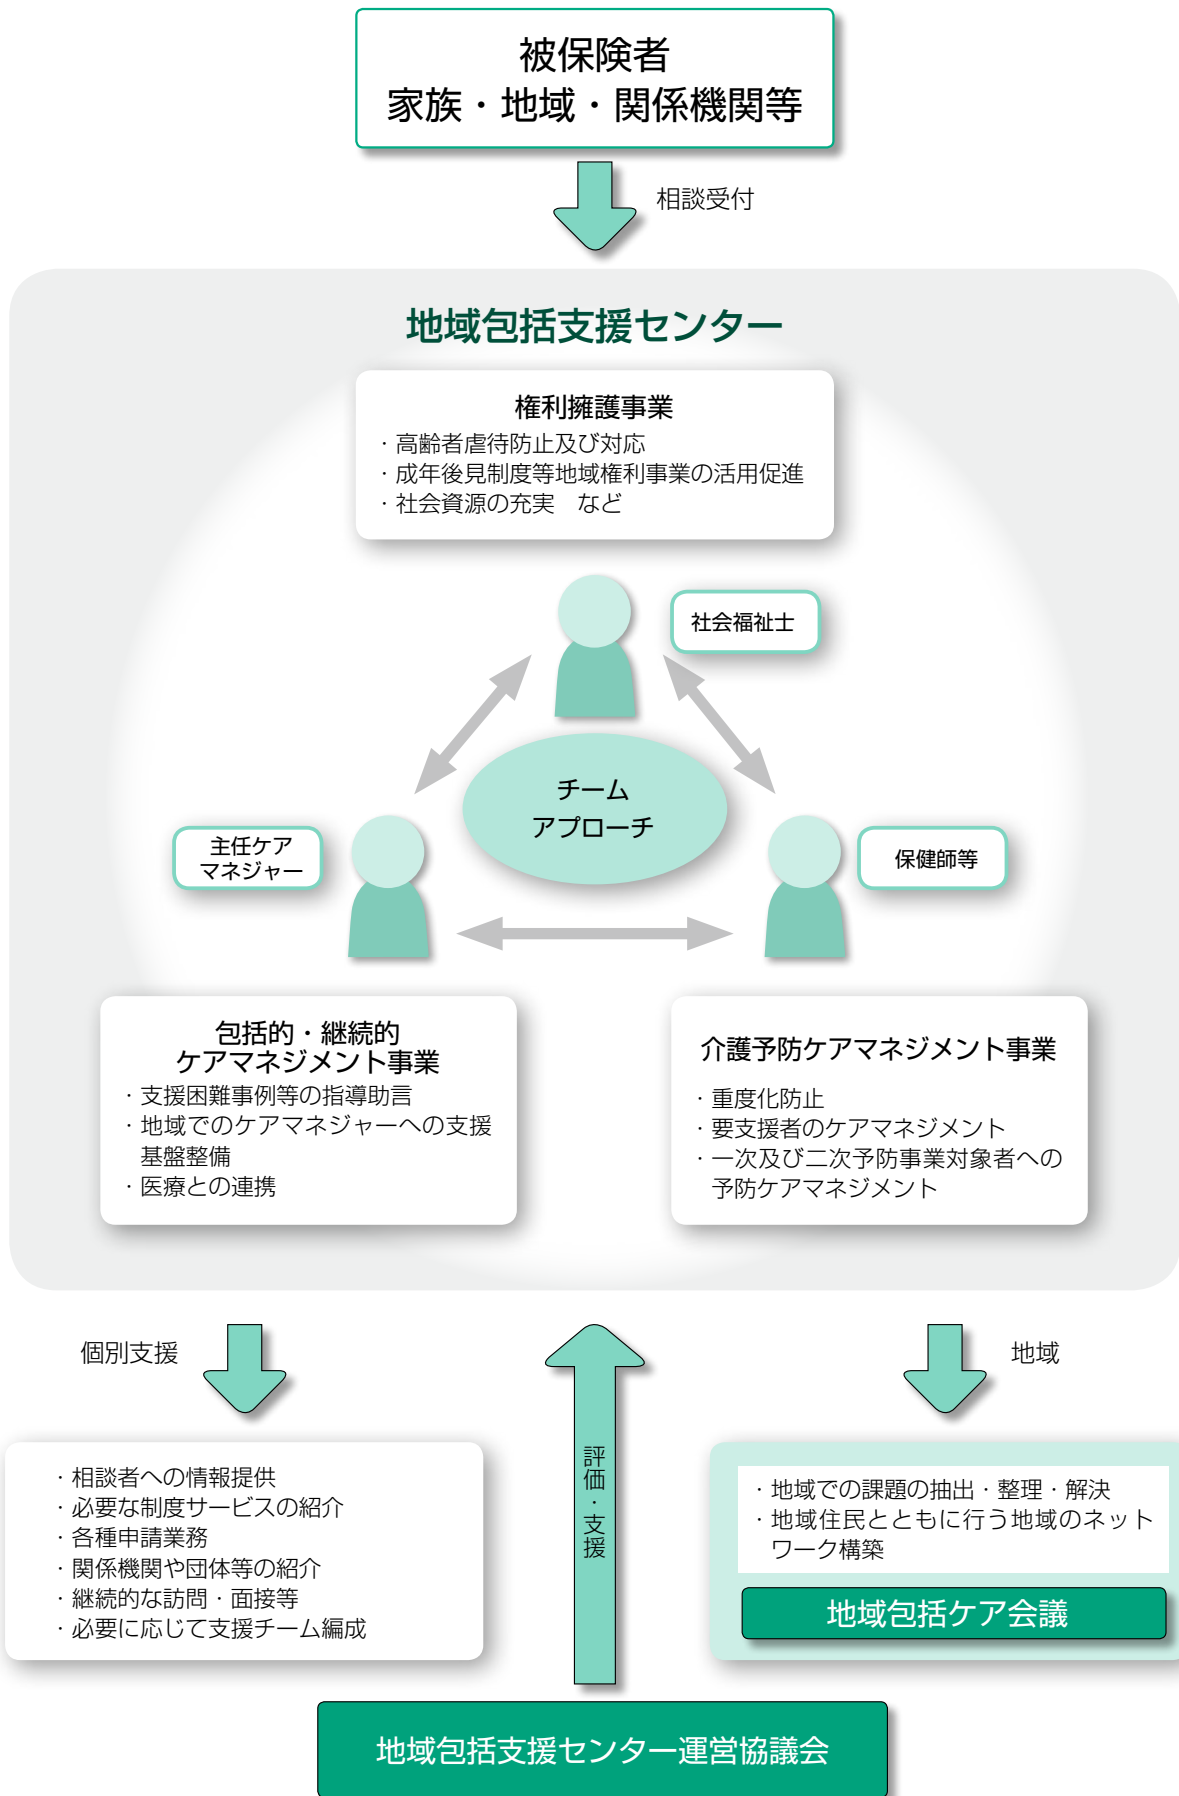 被保険者
家族・地域・関係機関等
相談受付
地域包括支援センター
権利擁護事業
・高齢者虐待防止及び対応
・成年後見制度等地域権利事業の活用促進
・社会資源の充実　など
社会福祉士
チーム
アプローチ
主任ケア
マネジャー
保健師等
包括的・継続的
ケアマネジメント事業
・支援困難事例等の指導助言
・地域でのケアマネジャーへの支援
基盤整備
・医療との連携
介護予防ケアマネジメント事業
・重度化防止
・要支援者のケアマネジメント
・一次及び二次予防事業対象者への
予防ケアマネジメント
個別支援
・相談者への情報提供
・必要な制度サービスの紹介
・各種申請業務
・関係機関や団体等の紹介
・継続的な訪問・面接等
・必要に応じて支援チーム編成
評価・支援
地域
・地域での課題の抽出・整理・解決
・地域住民とともに行う地域のネット
ワーク構築
地域包括ケア会議
地域包括支援センター運営協議会